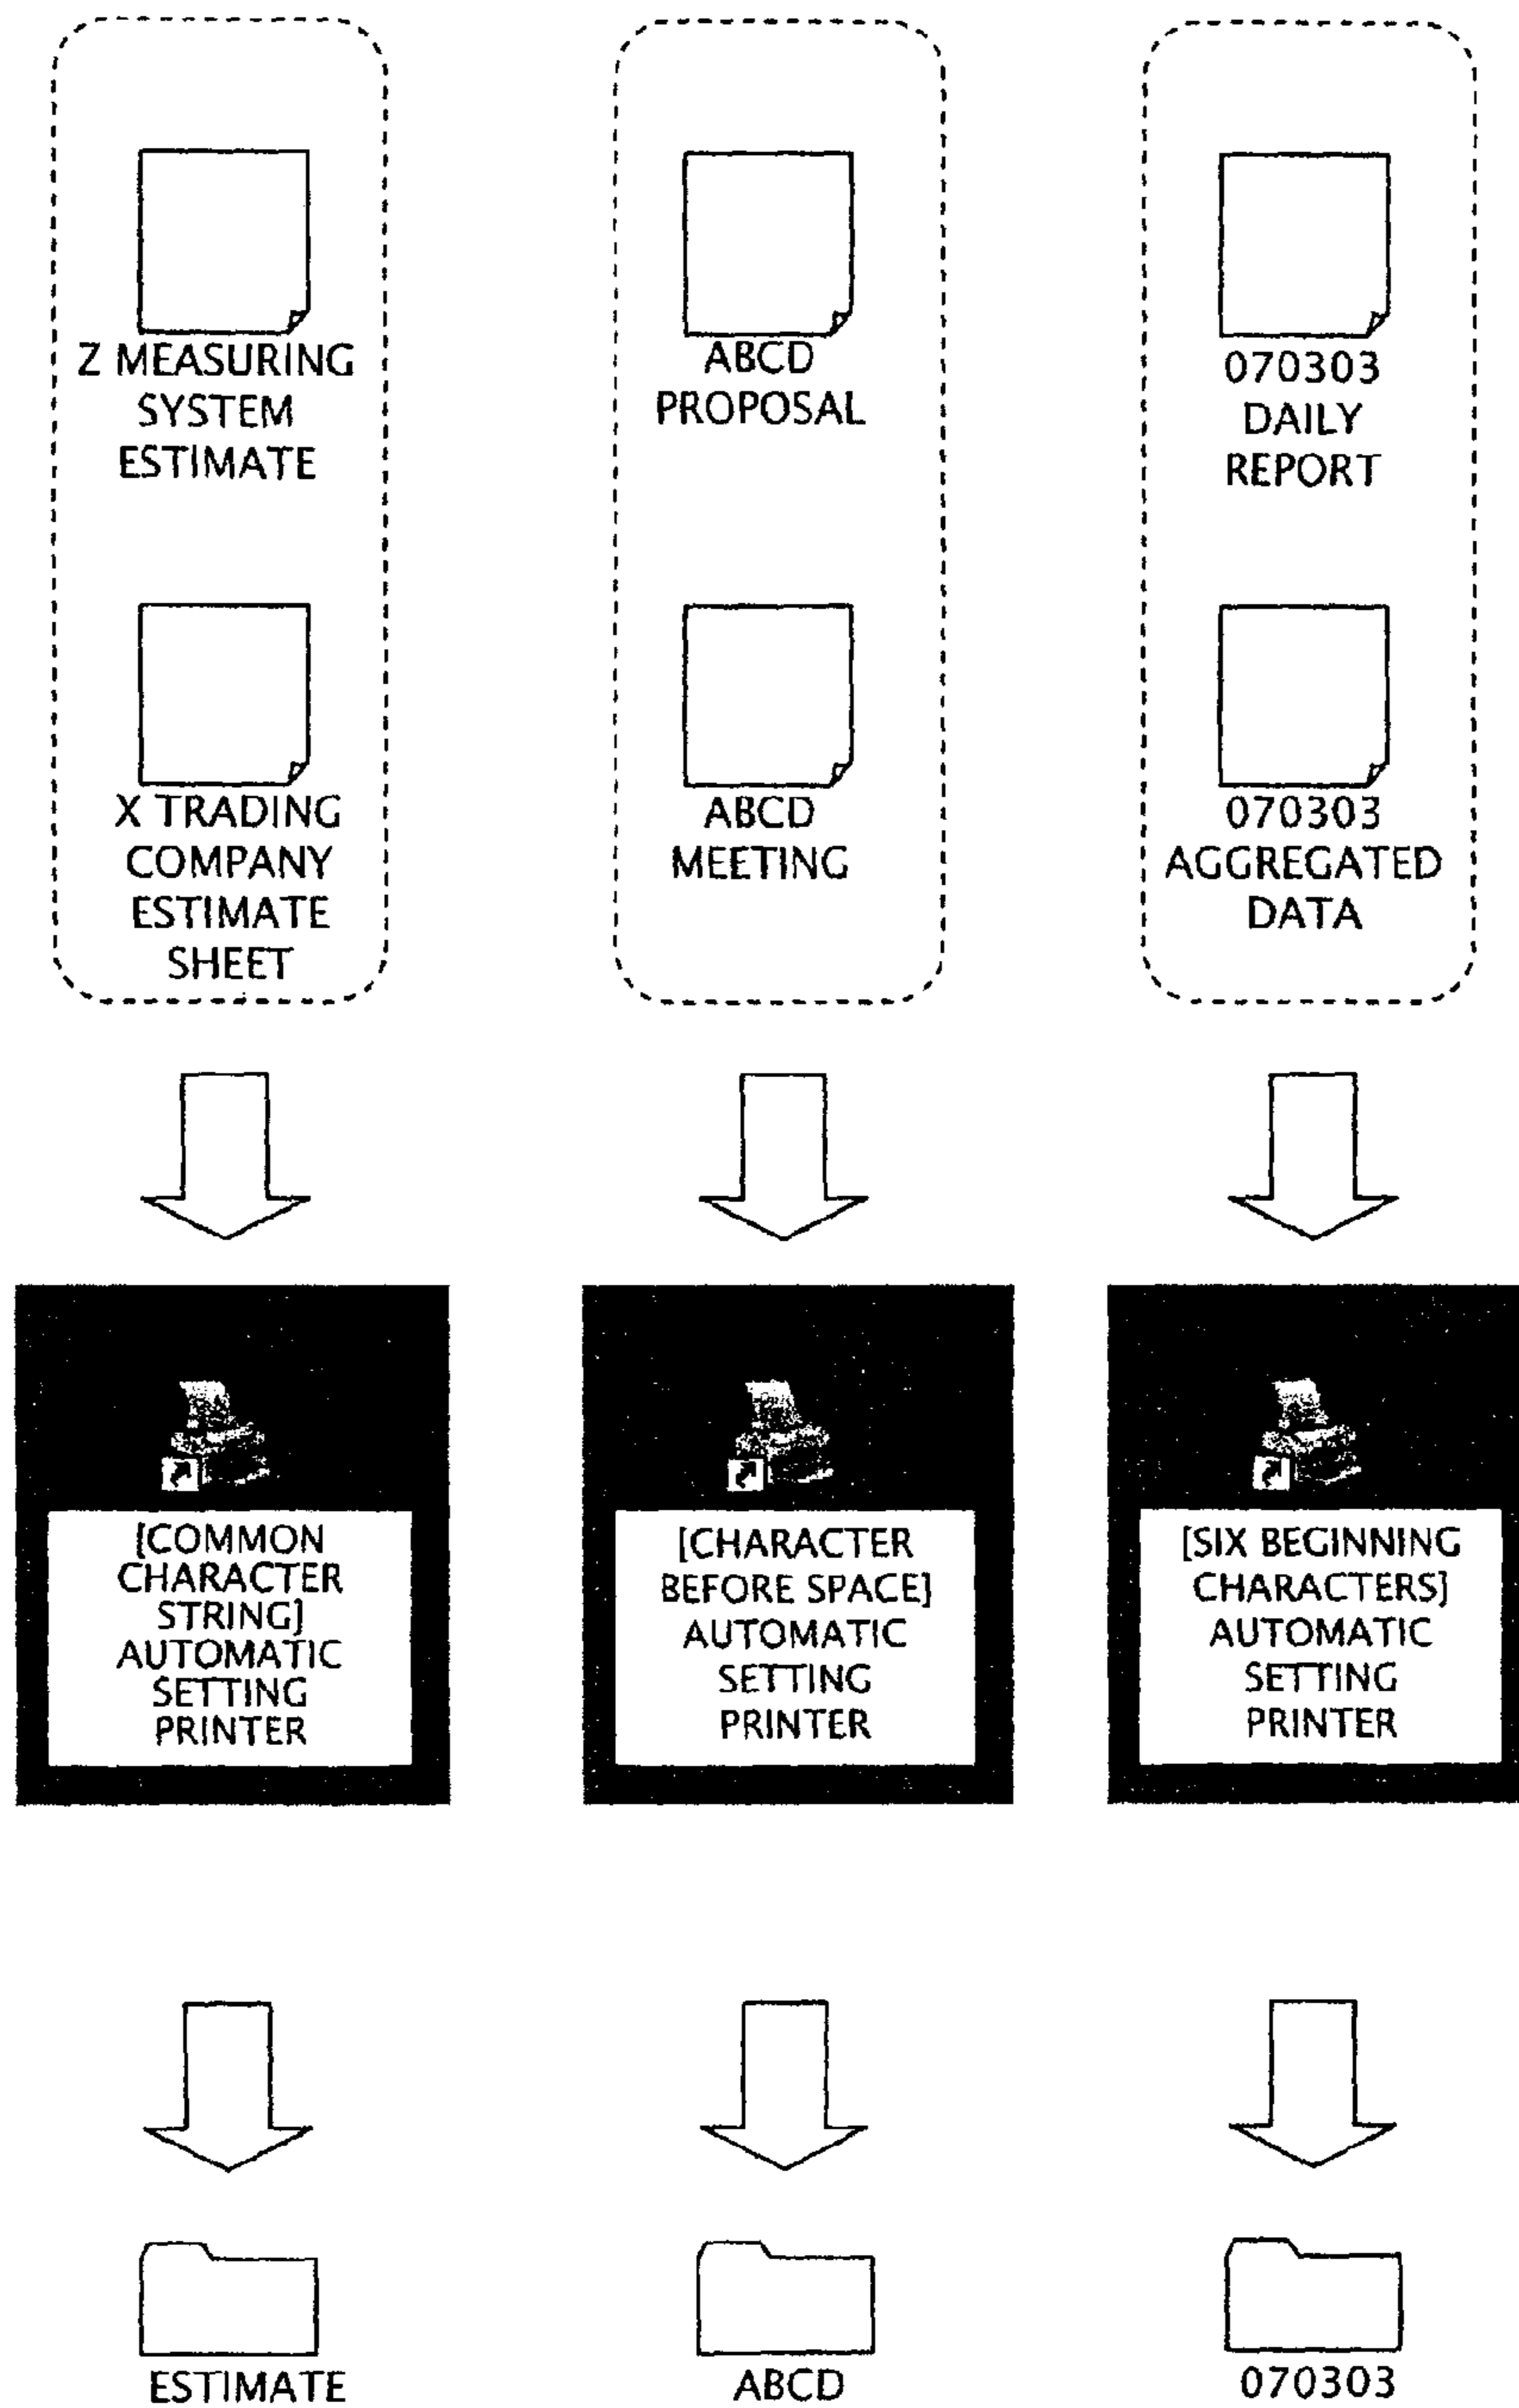 Z MEASURING
SYSTEM
ESTIMATE
X TRADING
COMPANY
ESTIMATE
SHEET
ABCD
PROPOSAL
ABCD
MEETING
070303
DAILY
REPORT
070303
AGGREGATED
DATA
[COMMON
CHARACTER
STRING]
AUTOMATIC
SETTING
PRINTER
[CHARACTER
BEFORE SPACE]
AUTOMATIC
SETTING
PRINTER
[SIX BEGINNING
CHARACTERS]
AUTOMATIC
SETTING
PRINTER
ESTIMATE
ABCD
070303